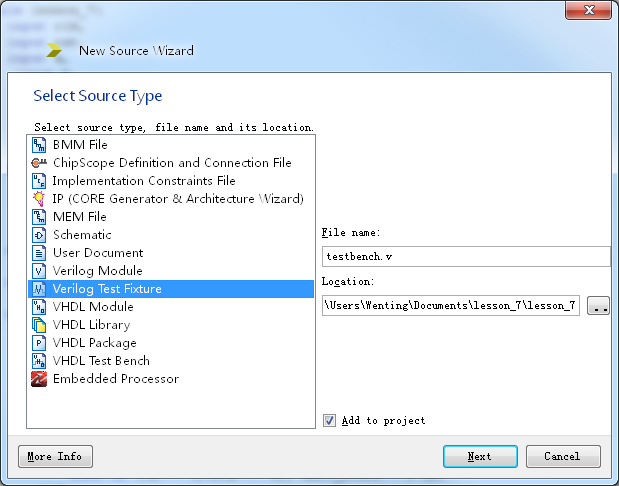 New Source Wizard
Select Source Type
Select source type, file name and its location.
BMM File
ChipScope Definition and Connection File
Implementation Constraints File
IP (CORE Generator & Architecture Wizard)
MEM File
Schematic
User Document
Verilog Module
Verilog Test Fixture
VHDL Module
VHDL Library
VHDL Package
VHDL Test Bench
Embedded Processor
File name:
testbench.v
Location:
\Users\Wenting\Documents\lesson_7\lesson_7
..
Add to project
More Info
Next
Cancel